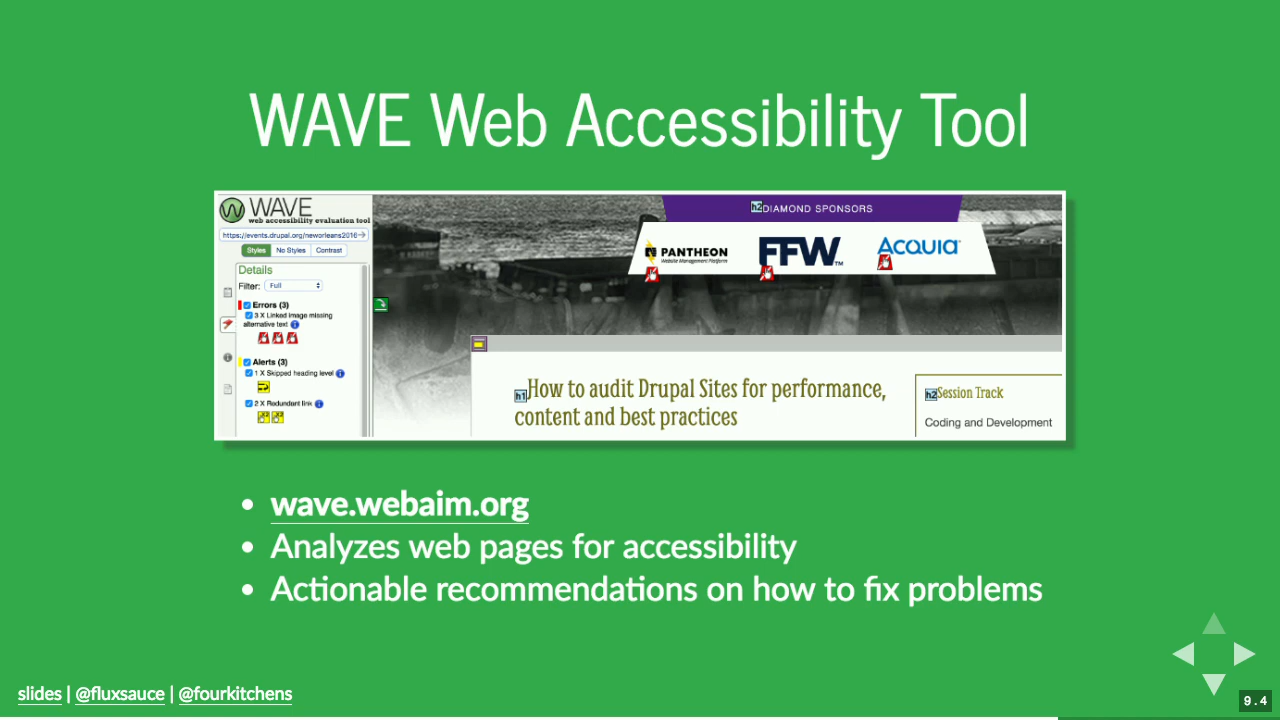 WAVE Web Accessibility Tool
WAVE
web accessibility evaluation tool
https://events.drupal.org/neworleans2016
Styles No Styles Contrast
Details
Filter: Full
Errors (3)
3 X Linked image missing
alternative text
Alerts (3)
1 X Skipped heading level
2 X Redundant link
h2 DIAMOND SPONSORS
PANTHEON
Website Management Platform
FFW™
ACQUIA
h1 How to audit Drupal Sites for performance,
content and best practices
h2 Session Track
Coding and Development
• wave.webaim.org
• Analyzes web pages for accessibility
• Actionable recommendations on how to fix problems
slides | @fluxsauce | @fourkitchens
9.4